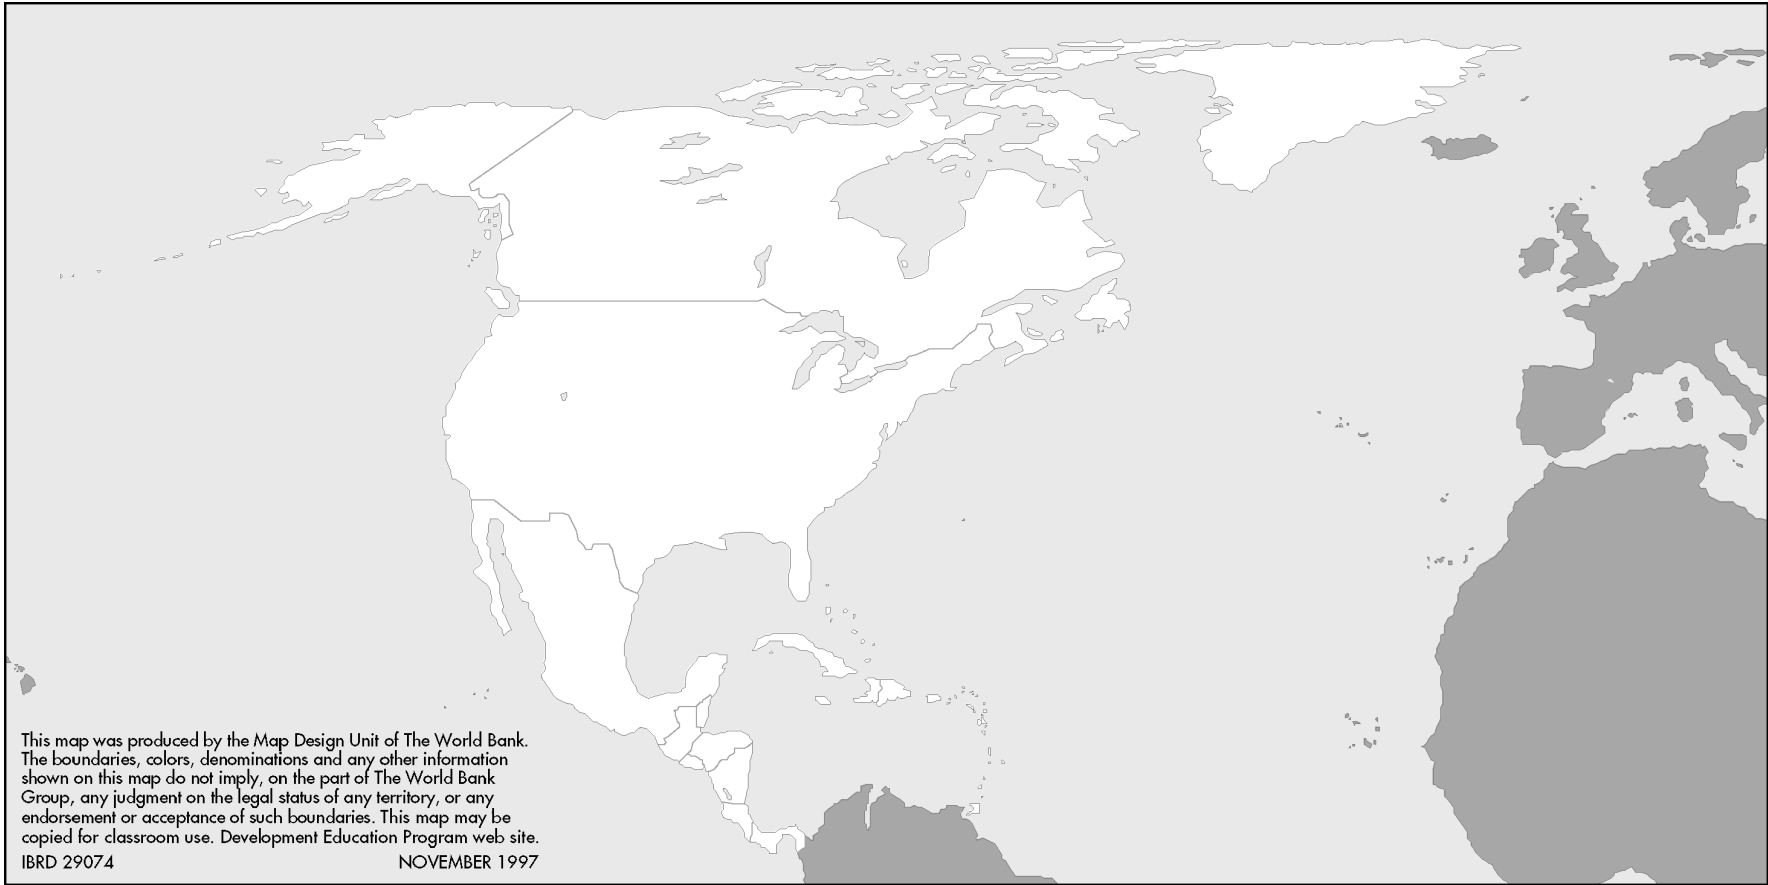 This map was produced by the Map Design Unit of The World Bank.
The boundaries, colors, denominations and any other information
shown on this map do not imply, on the part of The World Bank
Group, any judgment on the legal status of any territory, or any
endorsement or acceptance of such boundaries. This map may be
copied for classroom use. Development Education Program web site.
IBRD 29074 NOVEMBER 1997